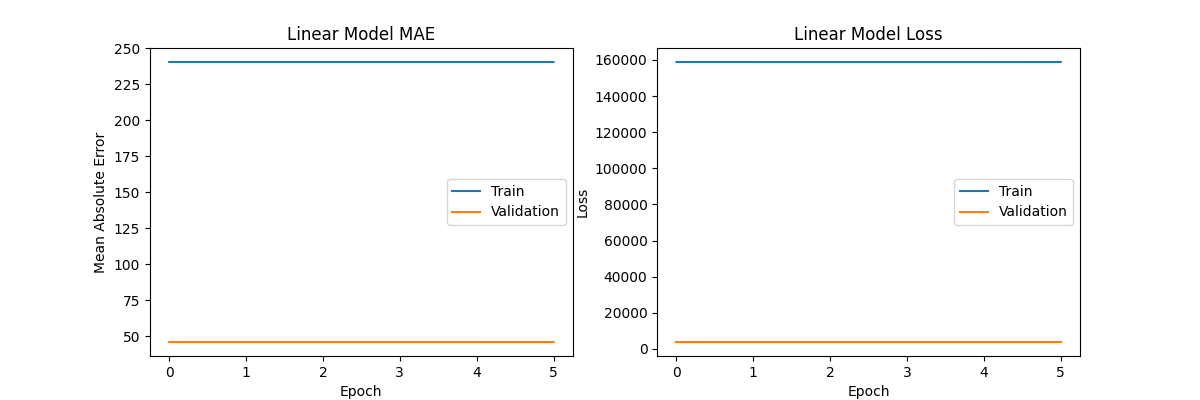 Linear Model MAE
Mean Absolute Error
250
225
200
175
150
125
100
75
50
0 1 2 3 4 5
Epoch
Train
Validation
Linear Model Loss
Loss
160000
140000
120000
100000
80000
60000
40000
20000
0
0 1 2 3 4 5
Epoch
Train
Validation